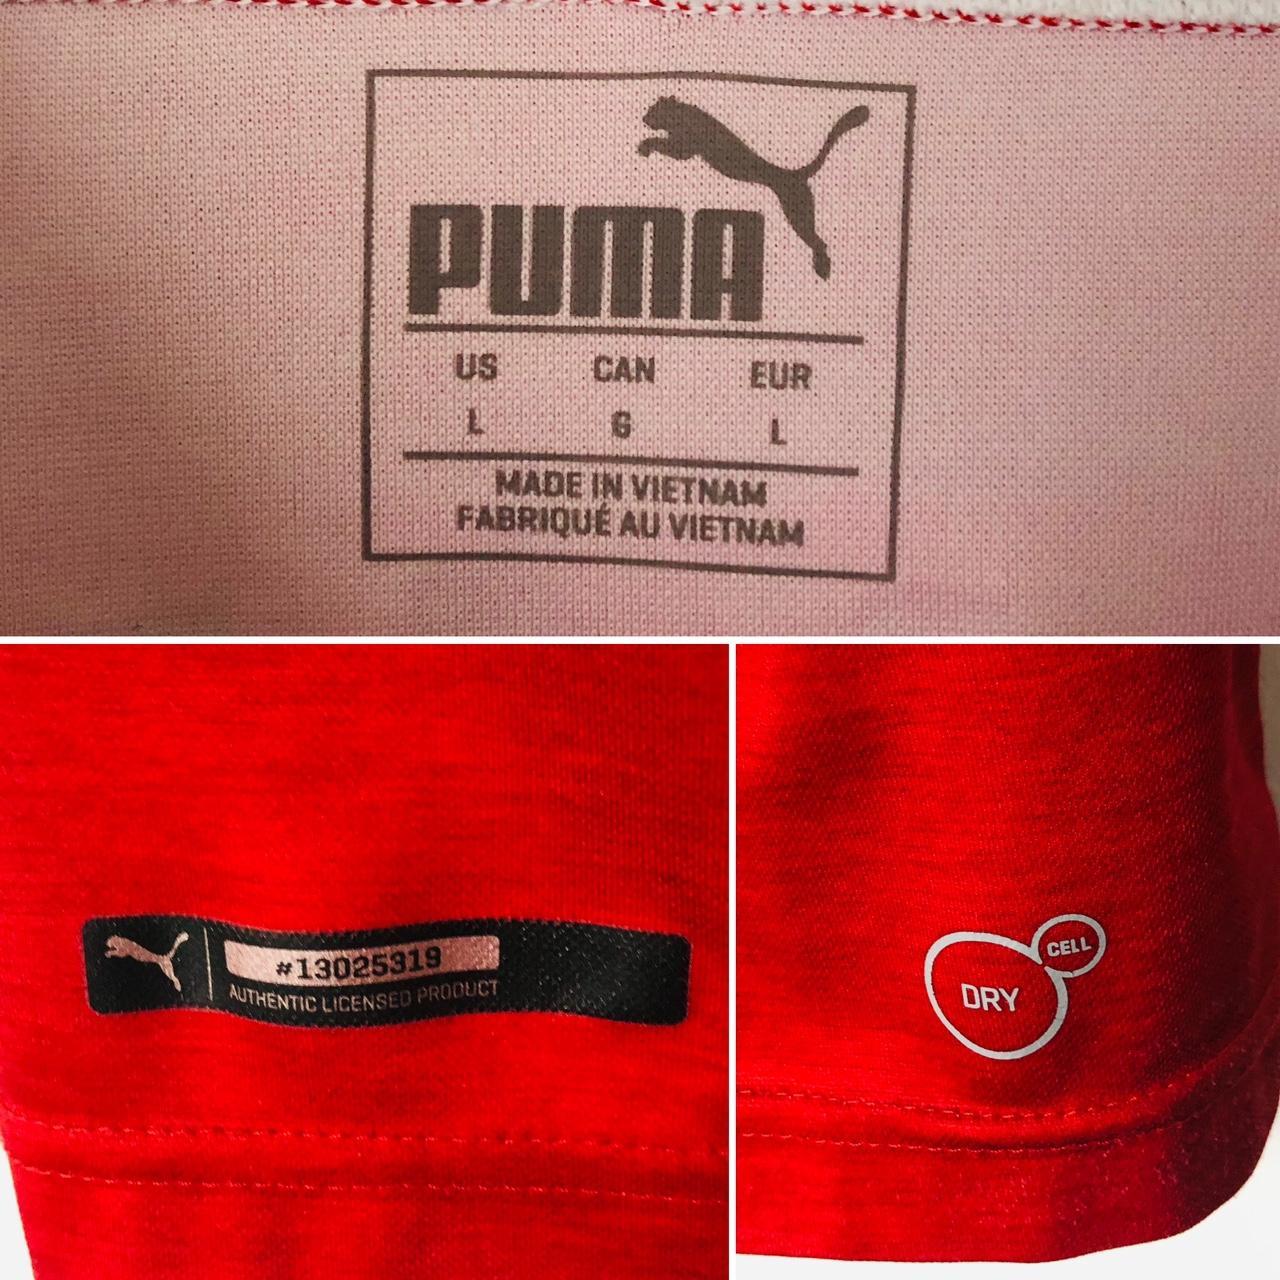 PUMA
US CAN EUR
L G L
MADE IN VIETNAM
FABRIQUÉ AU VIETNAM
#13025319
AUTHENTIC LICENSED PRODUCT
CELL
DRY